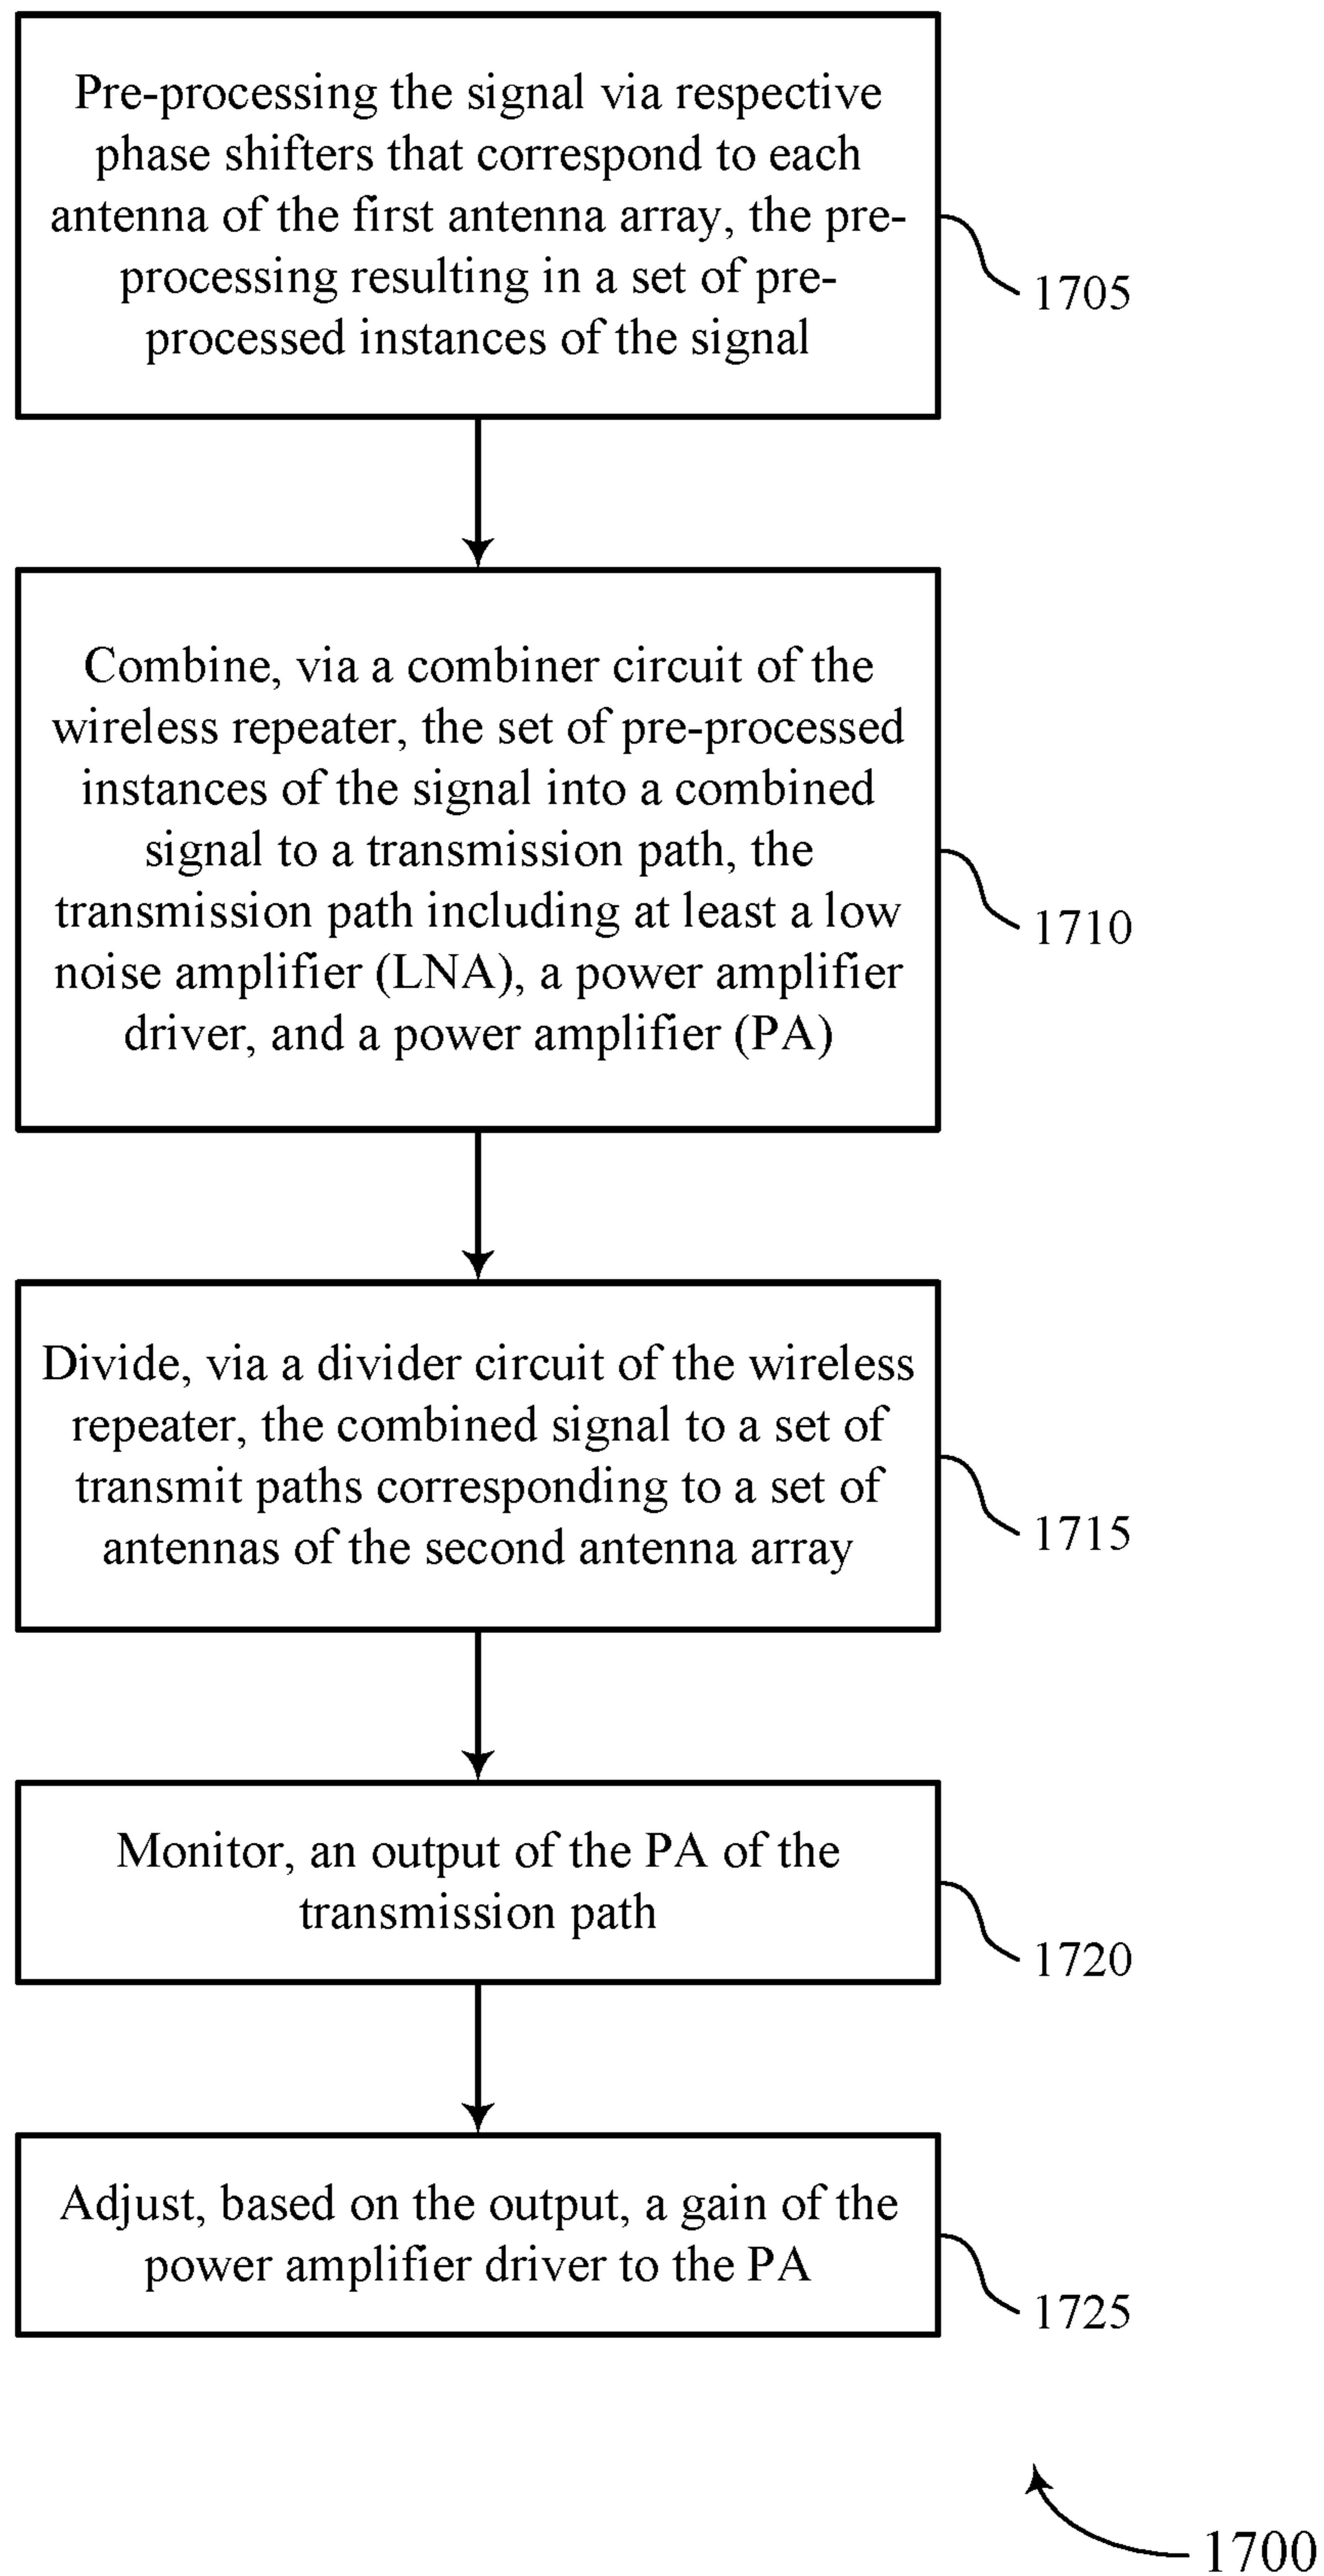 Pre-processing the signal via respective
phase shifters that correspond to each
antenna of the first antenna array, the pre-
processing resulting in a set of pre-
processed instances of the signal
1705
Combine, via a combiner circuit of the
wireless repeater, the set of pre-processed
instances of the signal into a combined
signal to a transmission path, the
transmission path including at least a low
noise amplifier (LNA), a power amplifier
driver, and a power amplifier (PA)
1710
Divide, via a divider circuit of the wireless
repeater, the combined signal to a set of
transmit paths corresponding to a set of
antennas of the second antenna array
1715
Monitor, an output of the PA of the
transmission path
1720
Adjust, based on the output, a gain of the
power amplifier driver to the PA
1725
1700